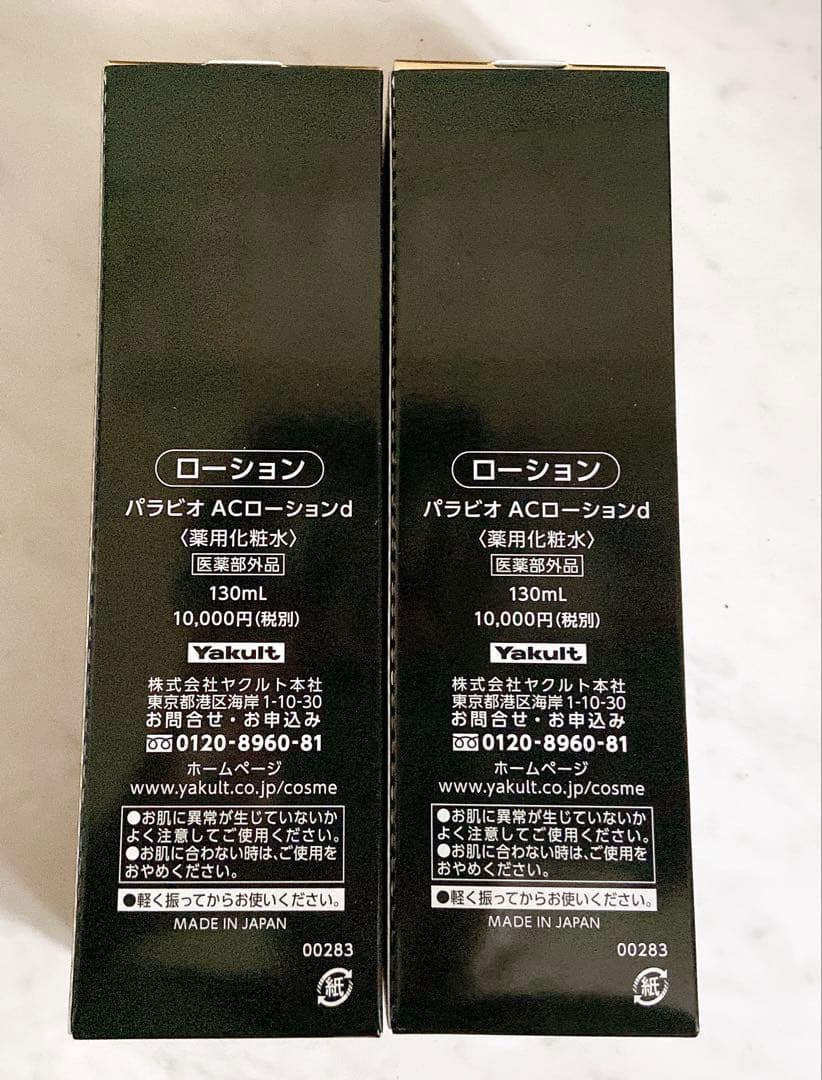 ローション
パラビオ ACローションd
〈薬用化粧水〉
医薬部外品
130mL
10,000円(税別)
Yakult
株式会社ヤクルト本社
東京都港区海岸1-10-30
お問合せ・お申込み
0120-8960-81
ホームページ
www.yakult.co.jp/cosme
●お肌に異常が生じていないか
よく注意してご使用ください。
●お肌に合わない時は、ご使用を
おやめください。
●軽く振ってからお使いください。
MADE IN JAPAN
00283
紙
ローション
パラビオ ACローションd
〈薬用化粧水〉
医薬部外品
130mL
10,000円(税別)
Yakult
株式会社ヤクルト本社
東京都港区海岸1-10-30
お問合せ・お申込み
0120-8960-81
ホームページ
www.yakult.co.jp/cosme
●お肌に異常が生じていないか
よく注意してご使用ください。
●お肌に合わない時は、ご使用を
おやめください。
●軽く振ってからお使いください。
MADE IN JAPAN
00283
紙